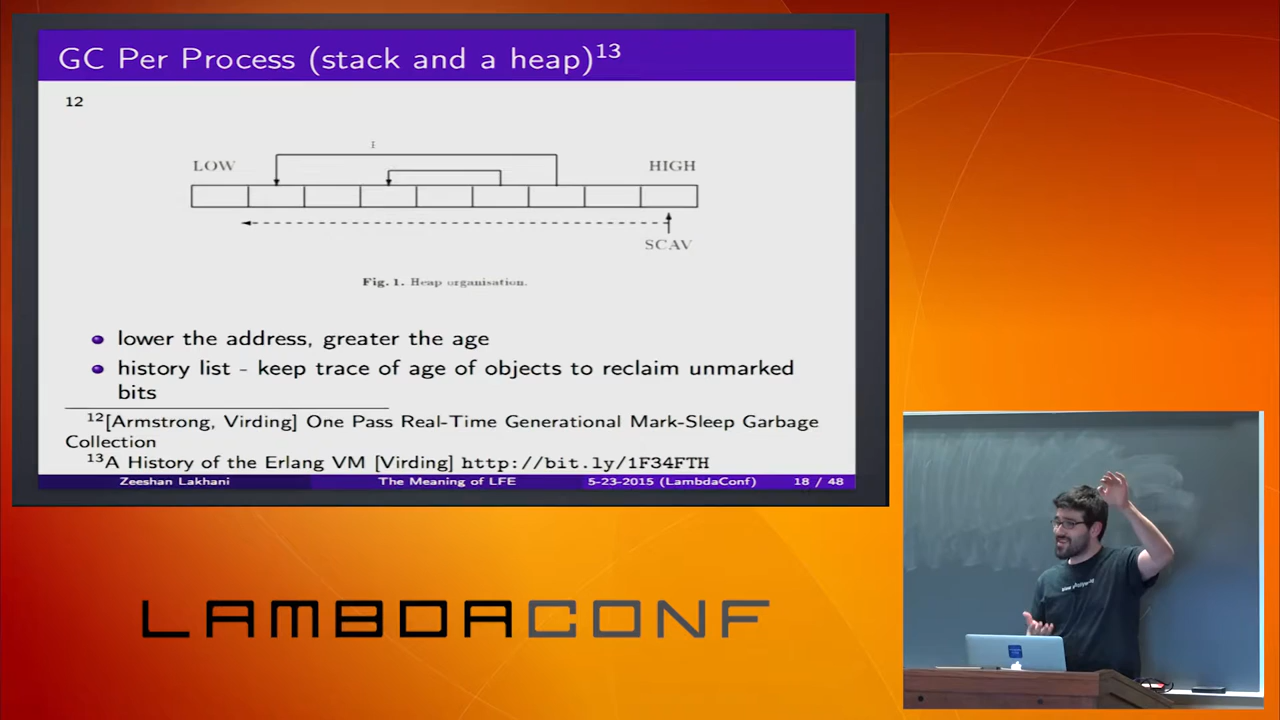 GC Per Process (stack and a heap)13
12
LOW
HIGH
SCAV
Fig. 1. Heap organisation.
lower the address, greater the age
history list - keep trace of age of objects to reclaim unmarked
bits
12[Armstrong, Virding] One Pass Real-Time Generational Mark-Sleep Garbage
Collection
13A History of the Erlang VM [Virding] http://bit.ly/1F34FTH
Zeeshan Lakhani
The Meaning of LFE
5-23-2015 (LambdaConf)
18 / 48
LAMBDACONF